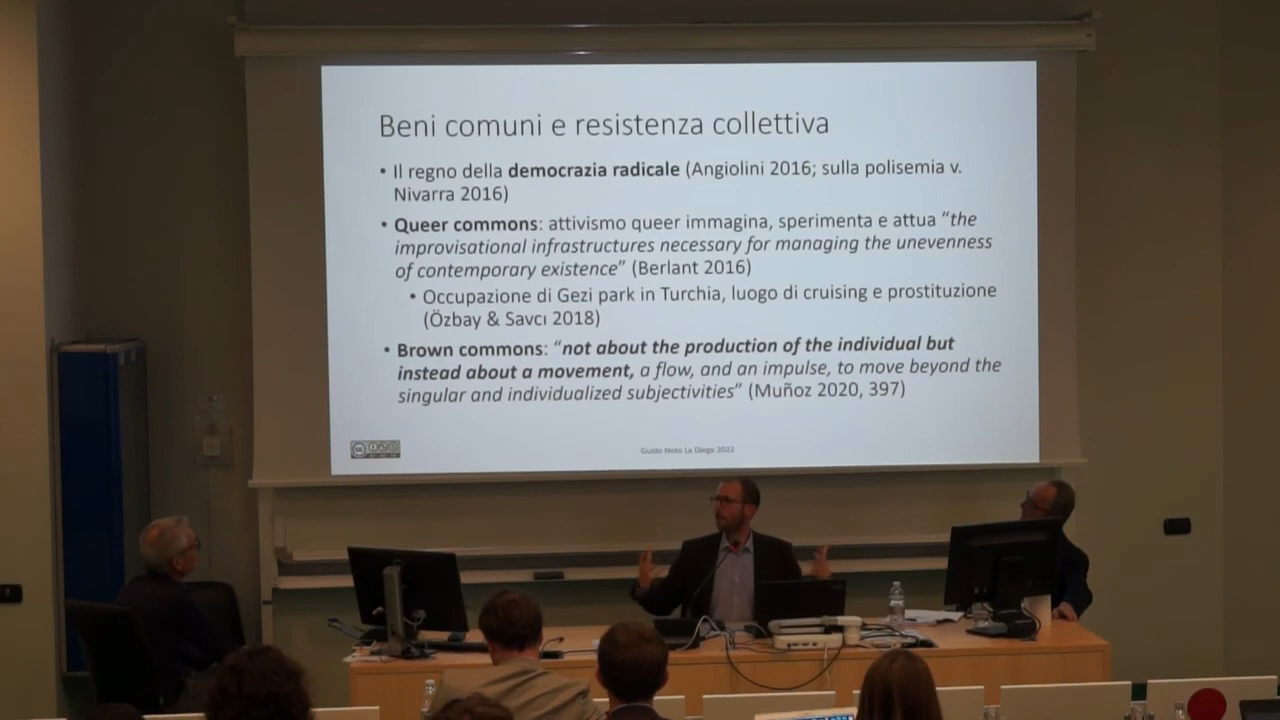 Beni comuni e resistenza collettiva
• Il regno della democrazia radicale (Angiolini 2016; sulla polisemia v.
Nivarra 2016)
• Queer commons: attivismo queer immagina, sperimenta e attua “the
improvisational infrastructures necessary for managing the unevenness
of contemporary existence” (Berlant 2016)
• Occupazione di Gezi park in Turchia, luogo di cruising e prostituzione
(Özbay & Savcı 2018)
• Brown commons: “not about the production of the individual but
instead about a movement, a flow, and an impulse, to move beyond the
singular and individualized subjectivities” (Muñoz 2020, 397)
cc
Guido Noto La Diega 2022